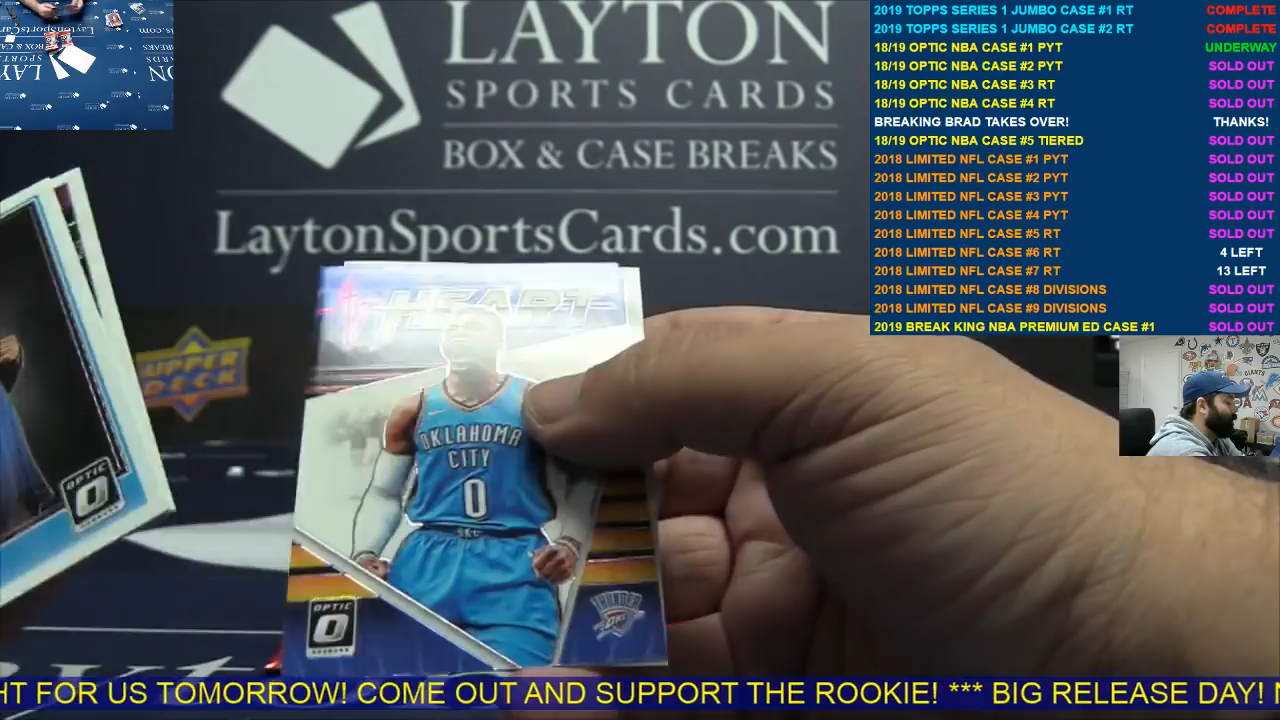 LAYTON
SPORTS CARDS
BOX & CASE BREAKS
LaytonSportsCards.com
2019 TOPPS SERIES 1 JUMBO CASE #1 RT COMPLETE
2019 TOPPS SERIES 1 JUMBO CASE #2 RT COMPLETE
18/19 OPTIC NBA CASE #1 PYT UNDERWAY
18/19 OPTIC NBA CASE #2 PYT SOLD OUT
18/19 OPTIC NBA CASE #3 RT SOLD OUT
18/19 OPTIC NBA CASE #4 RT SOLD OUT
BREAKING BRAD TAKES OVER! THANKS!
18/19 OPTIC NBA CASE #5 TIERED SOLD OUT
2018 LIMITED NFL CASE #1 PYT SOLD OUT
2018 LIMITED NFL CASE #2 PYT SOLD OUT
2018 LIMITED NFL CASE #3 PYT SOLD OUT
2018 LIMITED NFL CASE #4 PYT SOLD OUT
2018 LIMITED NFL CASE #5 RT SOLD OUT
2018 LIMITED NFL CASE #6 RT 4 LEFT
2018 LIMITED NFL CASE #7 RT 13 LEFT
2018 LIMITED NFL CASE #8 DIVISIONS SOLD OUT
2018 LIMITED NFL CASE #9 DIVISIONS SOLD OUT
2019 BREAK KING NBA PREMIUM ED CASE #1 SOLD OUT
UPPER
DECK
HEART
OKLAHOMA
CITY
0
OPTIC
OPTIC
THUNDER
OKC
HT FOR US TOMORROW! COME OUT AND SUPPORT THE ROOKIE! *** BIG RELEASE DAY!